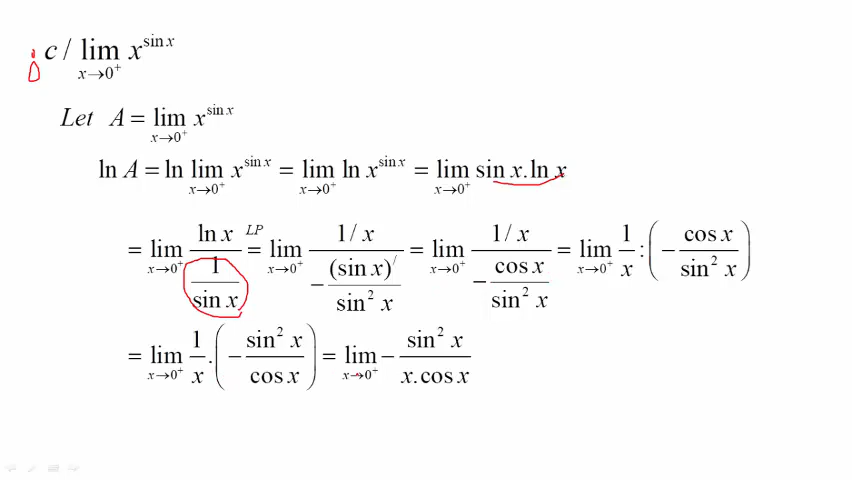 c / lim_{x→0⁺} x^{sin x}
Let A = lim_{x→0⁺} x^{sin x}
ln A = ln lim_{x→0⁺} x^{sin x} = lim_{x→0⁺} ln x^{sin x} = lim_{x→0⁺} sin x.ln x
= lim_{x→0⁺} (ln x)/(1/(sin x)) =^{LP} lim_{x→0⁺} (1/x)/(−(sin x)^{/}/(sin² x)) = lim_{x→0⁺} (1/x)/(−(cos x)/(sin² x)) = lim_{x→0⁺} 1/x : (−(cos x)/(sin² x))
= lim_{x→0⁺} 1/x . (−(sin² x)/(cos x)) = lim_{x→0⁺} −(sin² x)/(x.cos x)